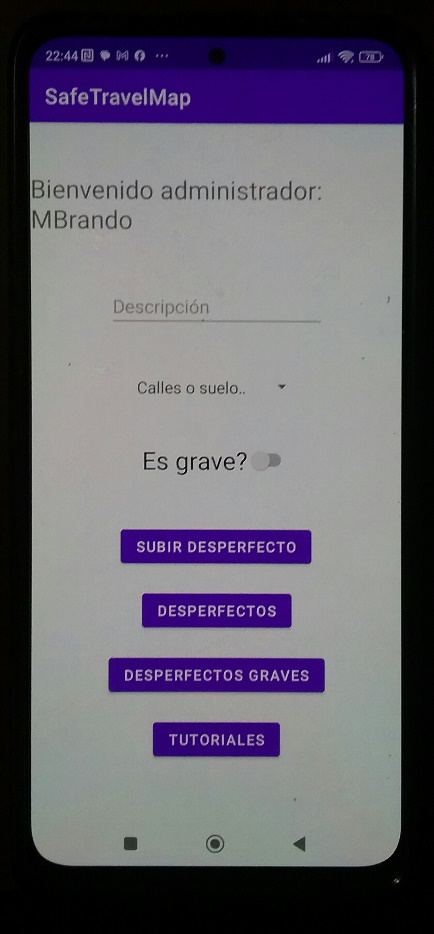 22:44
SafeTravelMap
Bienvenido administrador:
MBrando
Descripción
Calles o suelo..
Es grave?
SUBIR DESPERFECTO
DESPERFECTOS
DESPERFECTOS GRAVES
TUTORIALES